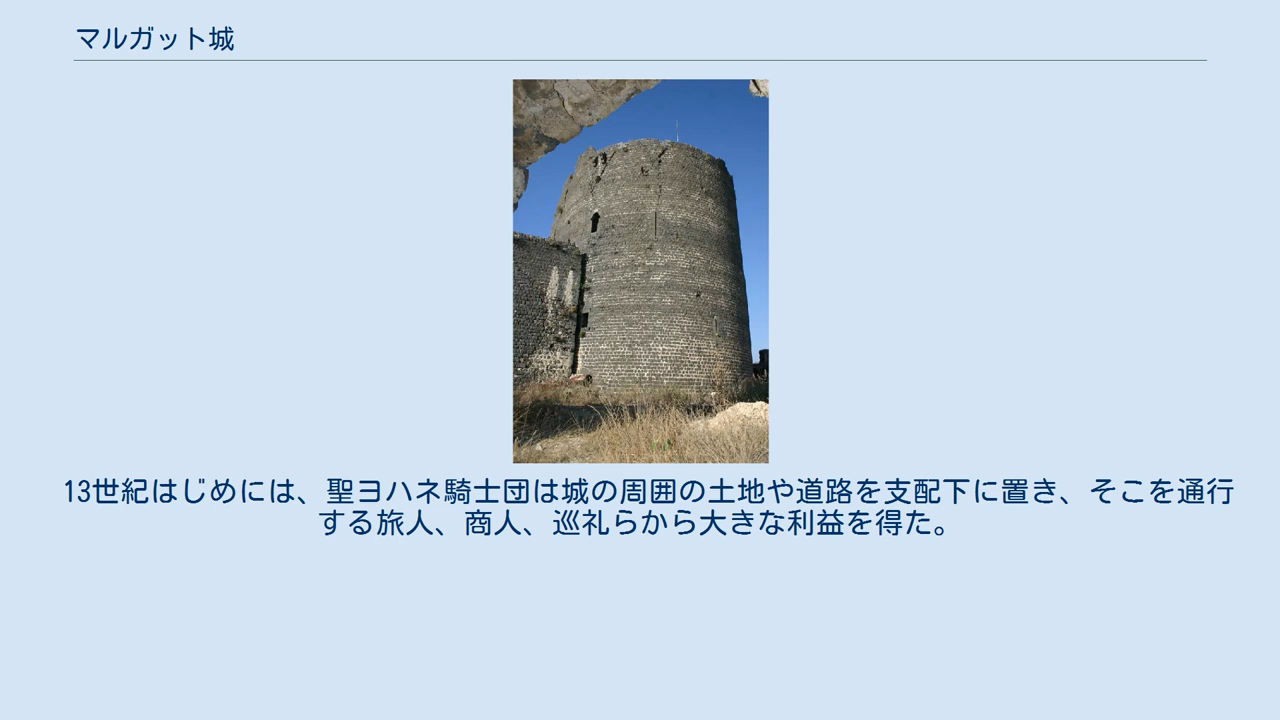 マルガット城
13世紀はじめには、聖ヨハネ騎士団は城の周囲の土地や道路を支配下に置き、そこを通行
する旅人、商人、巡礼らから大きな利益を得た。